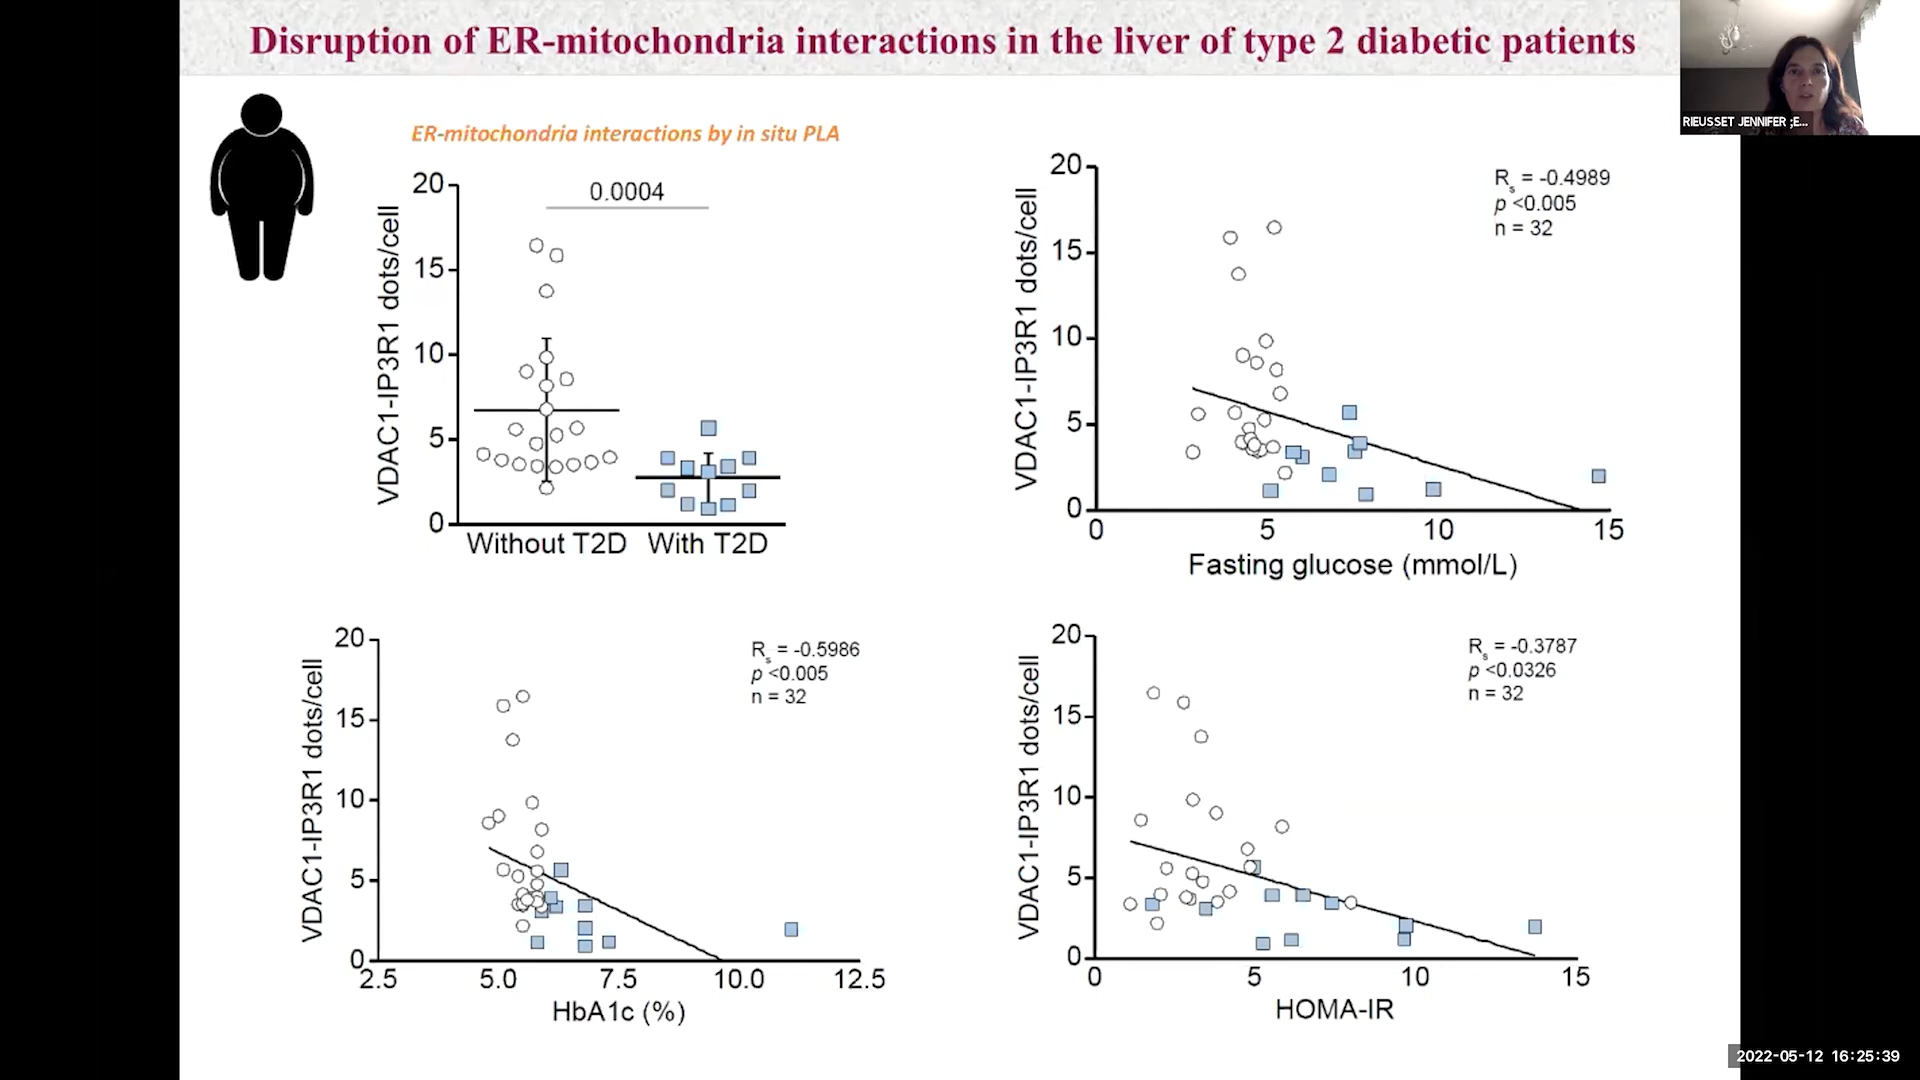 Disruption of ER-mitochondria interactions in the liver of type 2 diabetic patients
RIEUSSET JENNIFER ;E...
ER-mitochondria interactions by in situ PLA
VDAC1-IP3R1 dots/cell
20
15
10
5
0
0.0004
Without T2D
With T2D
VDAC1-IP3R1 dots/cell
20
15
10
5
0
Rs = -0.4989
p <0.005
n = 32
0 5 10 15
Fasting glucose (mmol/L)
VDAC1-IP3R1 dots/cell
20
15
10
5
0
Rs = -0.5986
p <0.005
n = 32
2.5 5.0 7.5 10.0 12.5
HbA1c (%)
VDAC1-IP3R1 dots/cell
20
15
10
5
0
Rs = -0.3787
p <0.0326
n = 32
0 5 10 15
HOMA-IR
2022-05-12 16:25:39